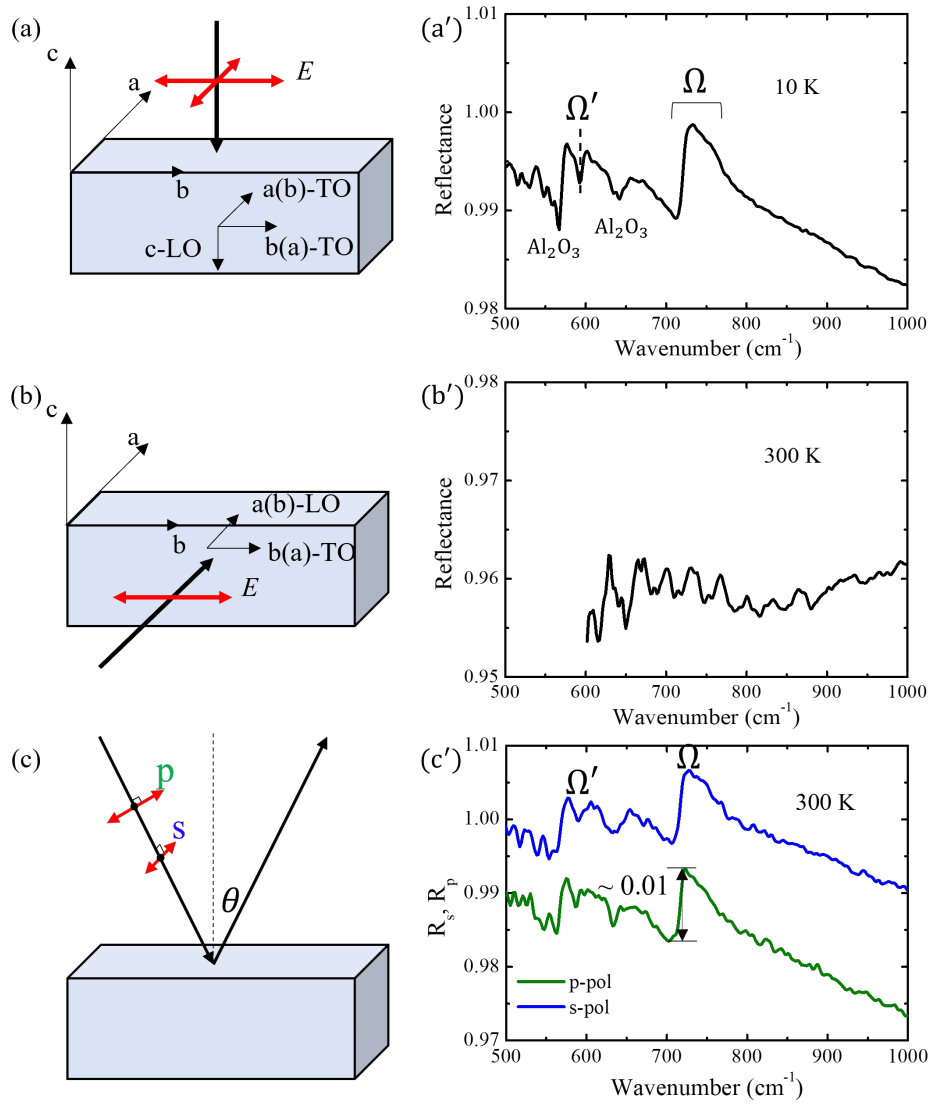 (a)
c
a
E
b
a(b)-TO
b(a)-TO
c-LO
(a′)
1.01
1.00
0.99
0.98
Reflectance
Ω′
Ω
10 K
Al₂O₃
Al₂O₃
500 600 700 800 900 1000
Wavenumber (cm⁻¹)
(b)
c
a
b
a(b)-LO
b(a)-TO
E
(b′)
0.98
0.97
0.96
0.95
Reflectance
300 K
500 600 700 800 900 1000
Wavenumber (cm⁻¹)
(c)
p
s
θ
(c′)
1.01
1.00
0.99
0.98
0.97
Rₛ, Rₚ
Ω′
Ω
300 K
~ 0.01
p-pol
s-pol
500 600 700 800 900 1000
Wavenumber (cm⁻¹)